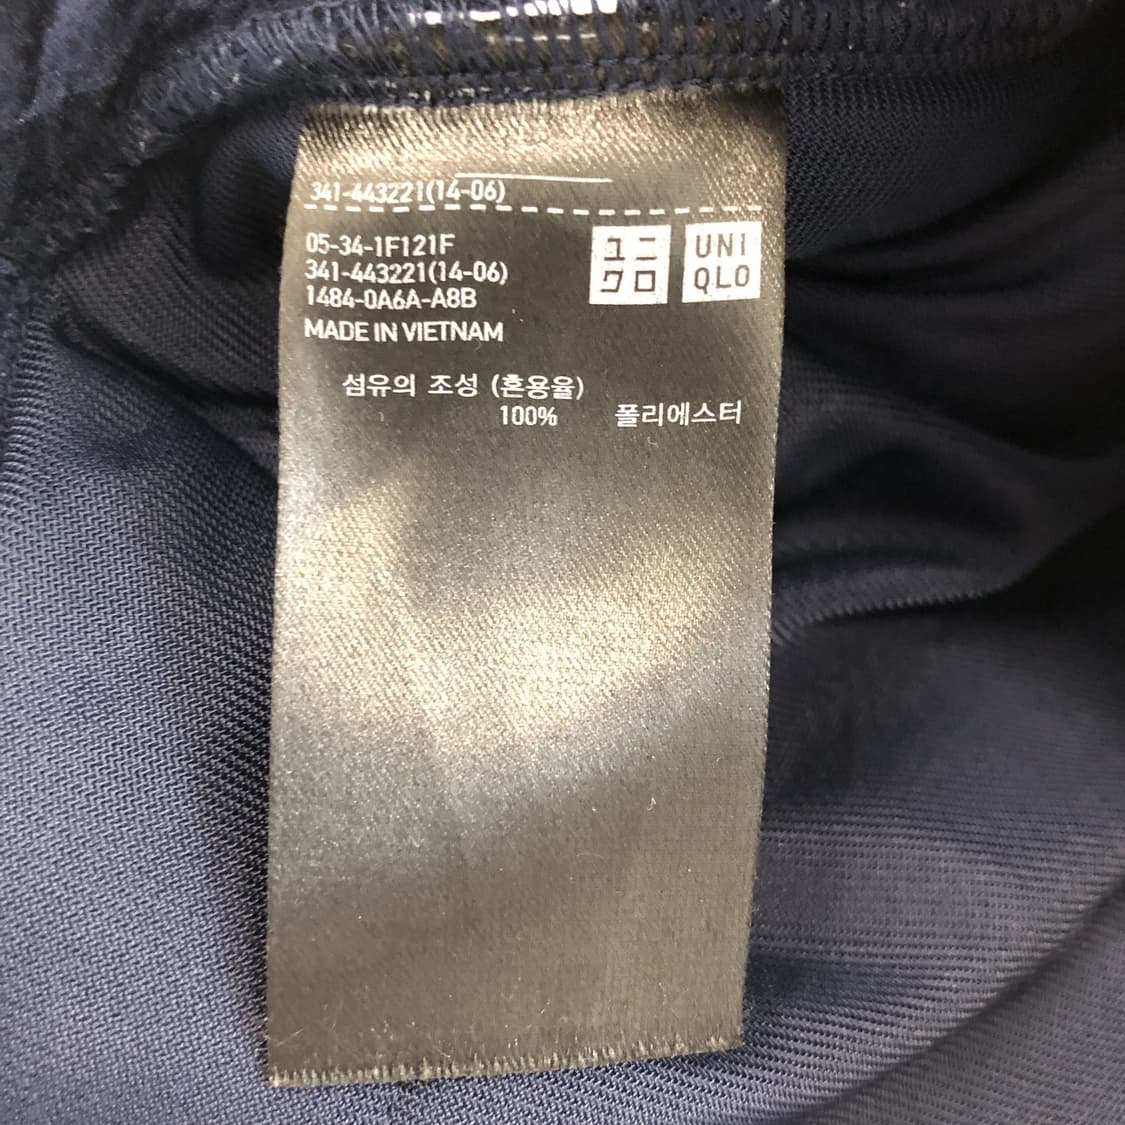 341-443221(14-06)
05-34-1F121F
341-443221(14-06)
1484-0A6A-A8B
MADE IN VIETNAM
ユニ
クロ
UNI
QLO
섬유의 조성 (혼용율)
100% 폴리에스터